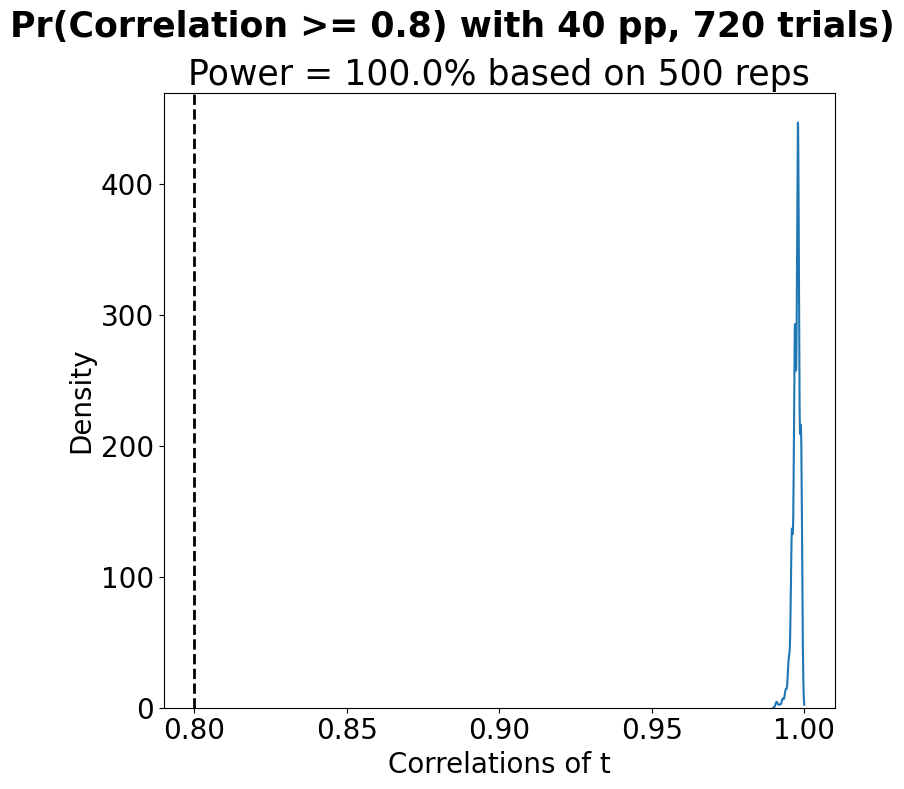 Pr(Correlation >= 0.8) with 40 pp, 720 trials)
Power = 100.0% based on 500 reps
400
300
200
100
0
Density
0.80 0.85 0.90 0.95 1.00
Correlations of t